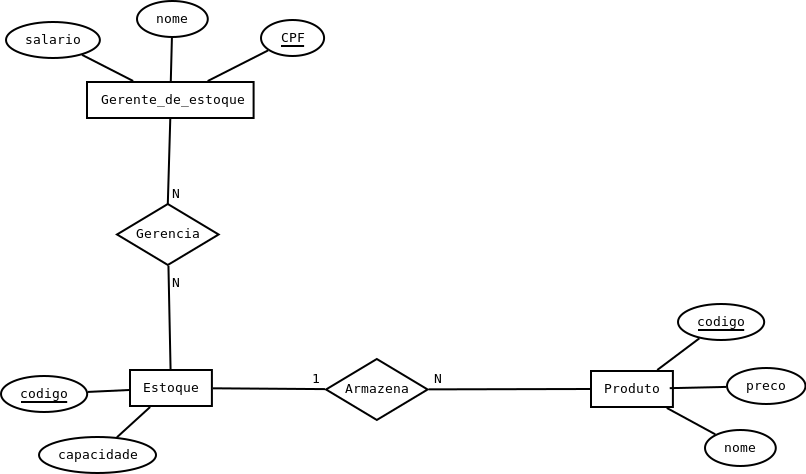 nome
salario
CPF
Gerente_de_estoque
N
Gerencia
N
codigo
Estoque
1
Armazena
N
Produto
preco
codigo
capacidade
nome